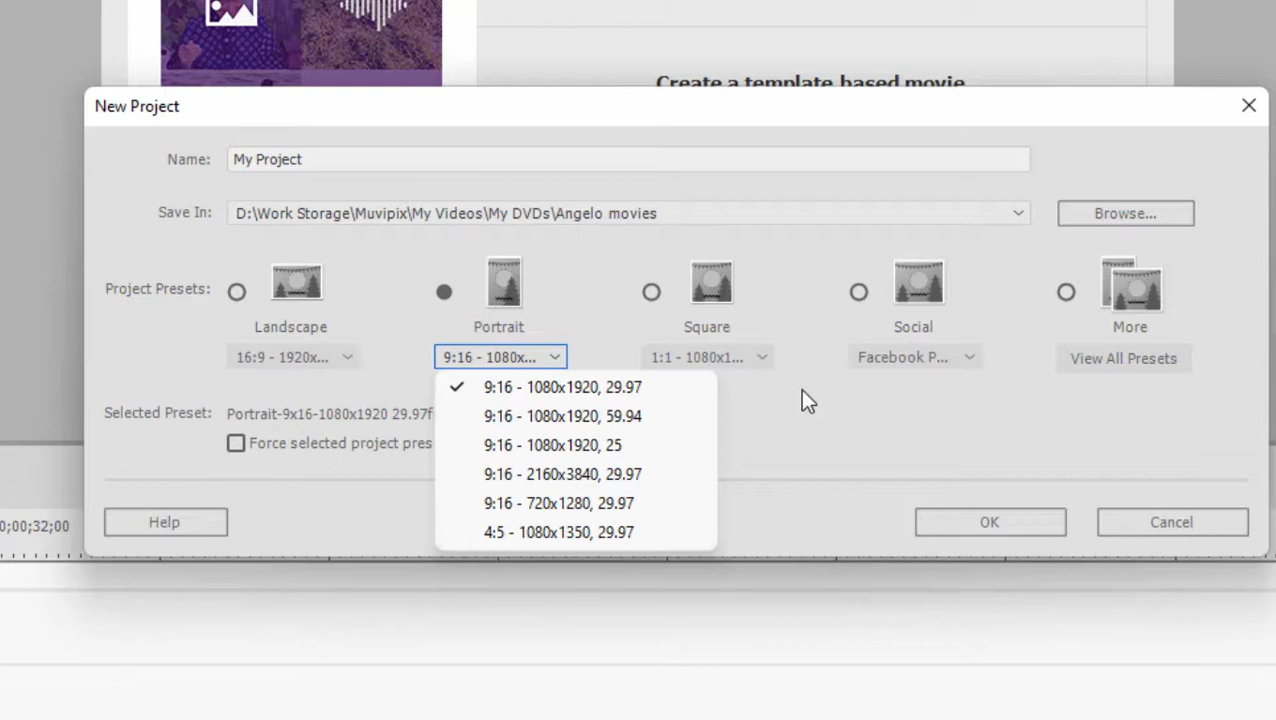 Create a template based movie
New Project
Name: My Project
Save In: D:\Work Storage\Muvipix\My Videos\My DVDs\Angelo movies Browse...
Project Presets:
Landscape Portrait Square Social More
16:9 - 1920x... 9:16 - 1080x... 1:1 - 1080x1... Facebook P... View All Presets
9:16 - 1080x1920, 29.97
9:16 - 1080x1920, 59.94
9:16 - 1080x1920, 25
9:16 - 2160x3840, 29.97
9:16 - 720x1280, 29.97
4:5 - 1080x1350, 29.97
Selected Preset: Portrait-9x16-1080x1920 29.97f
Force selected project pres
0;00;32;00 Help OK Cancel